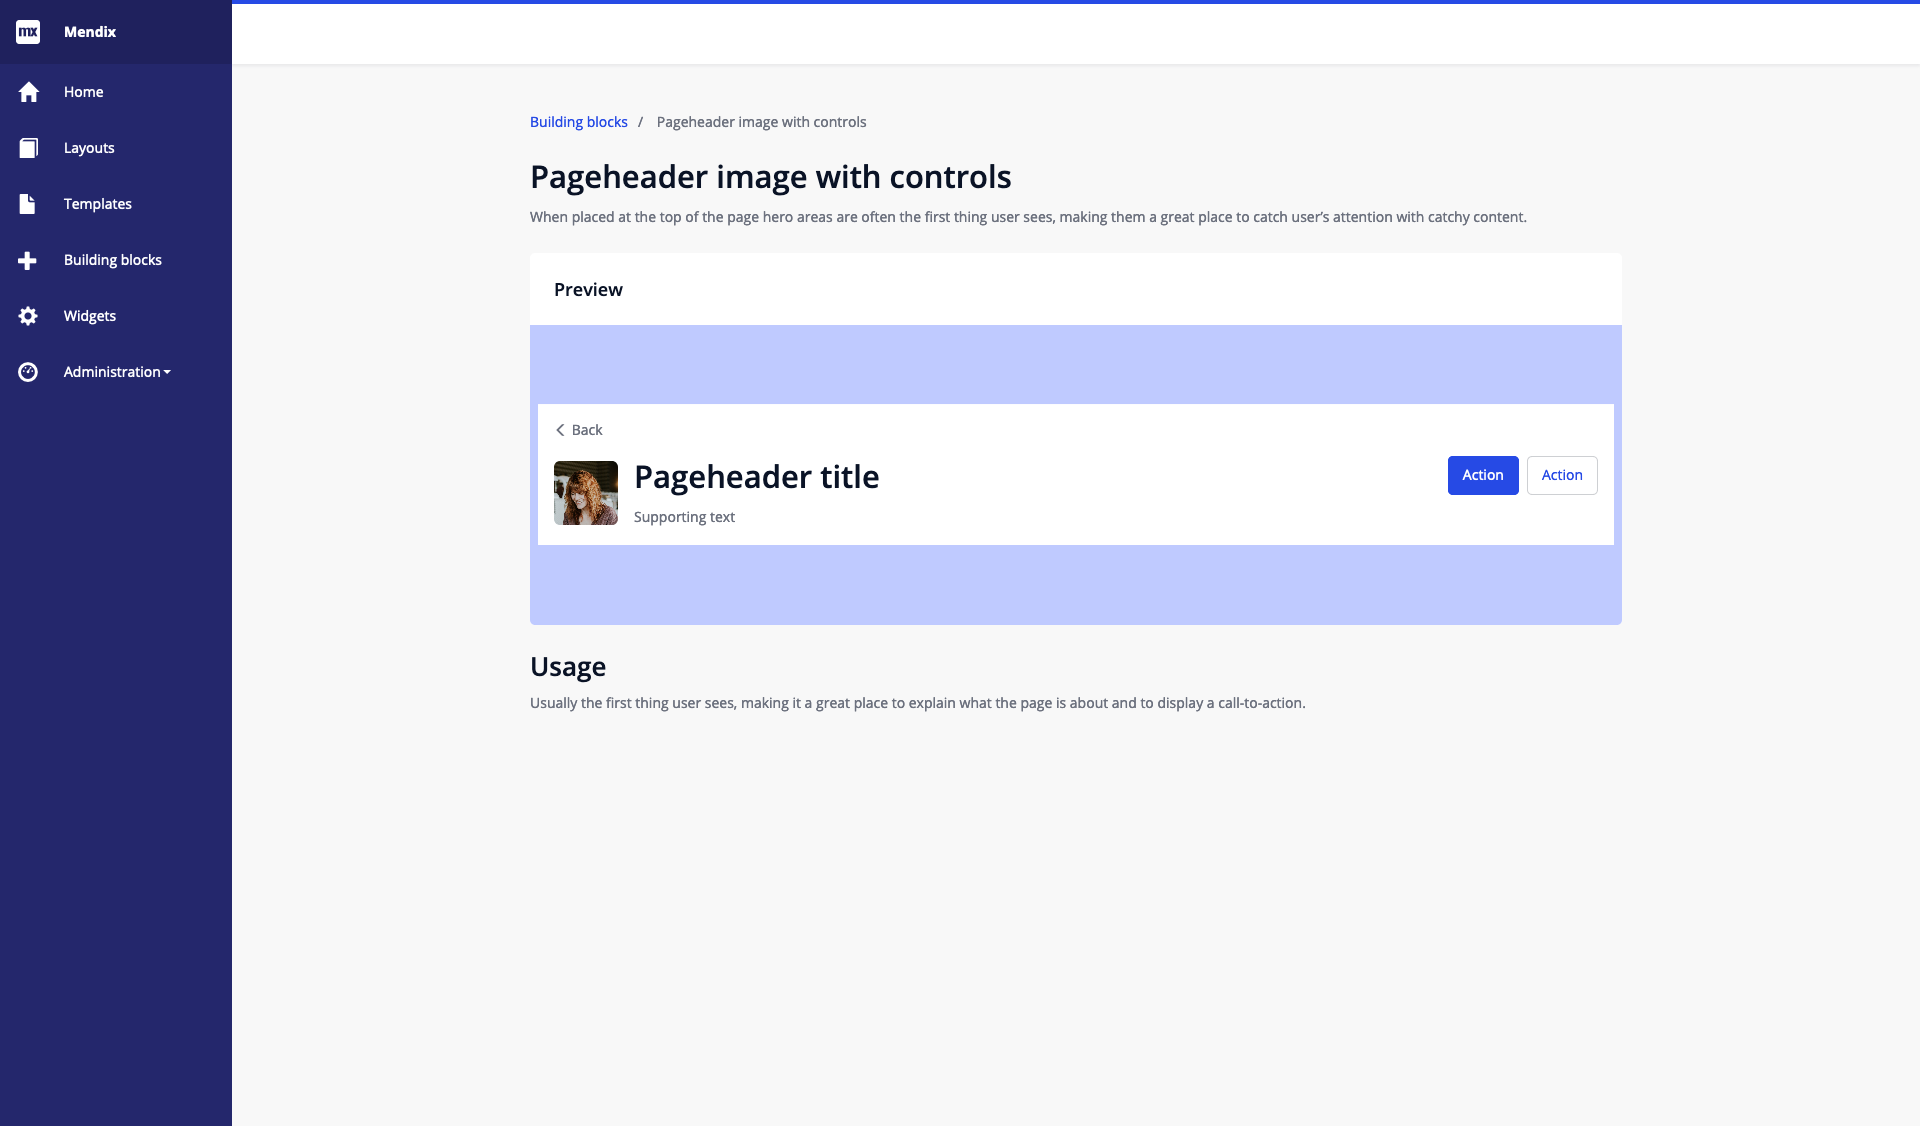 mx Mendix
Home
Layouts
Templates
Building blocks
Widgets
Administration
Building blocks / Pageheader image with controls
Pageheader image with controls
When placed at the top of the page hero areas are often the first thing user sees, making them a great place to catch user’s attention with catchy content.
Preview
Back
Pageheader title
Supporting text
Action Action
Usage
Usually the first thing user sees, making it a great place to explain what the page is about and to display a call-to-action.